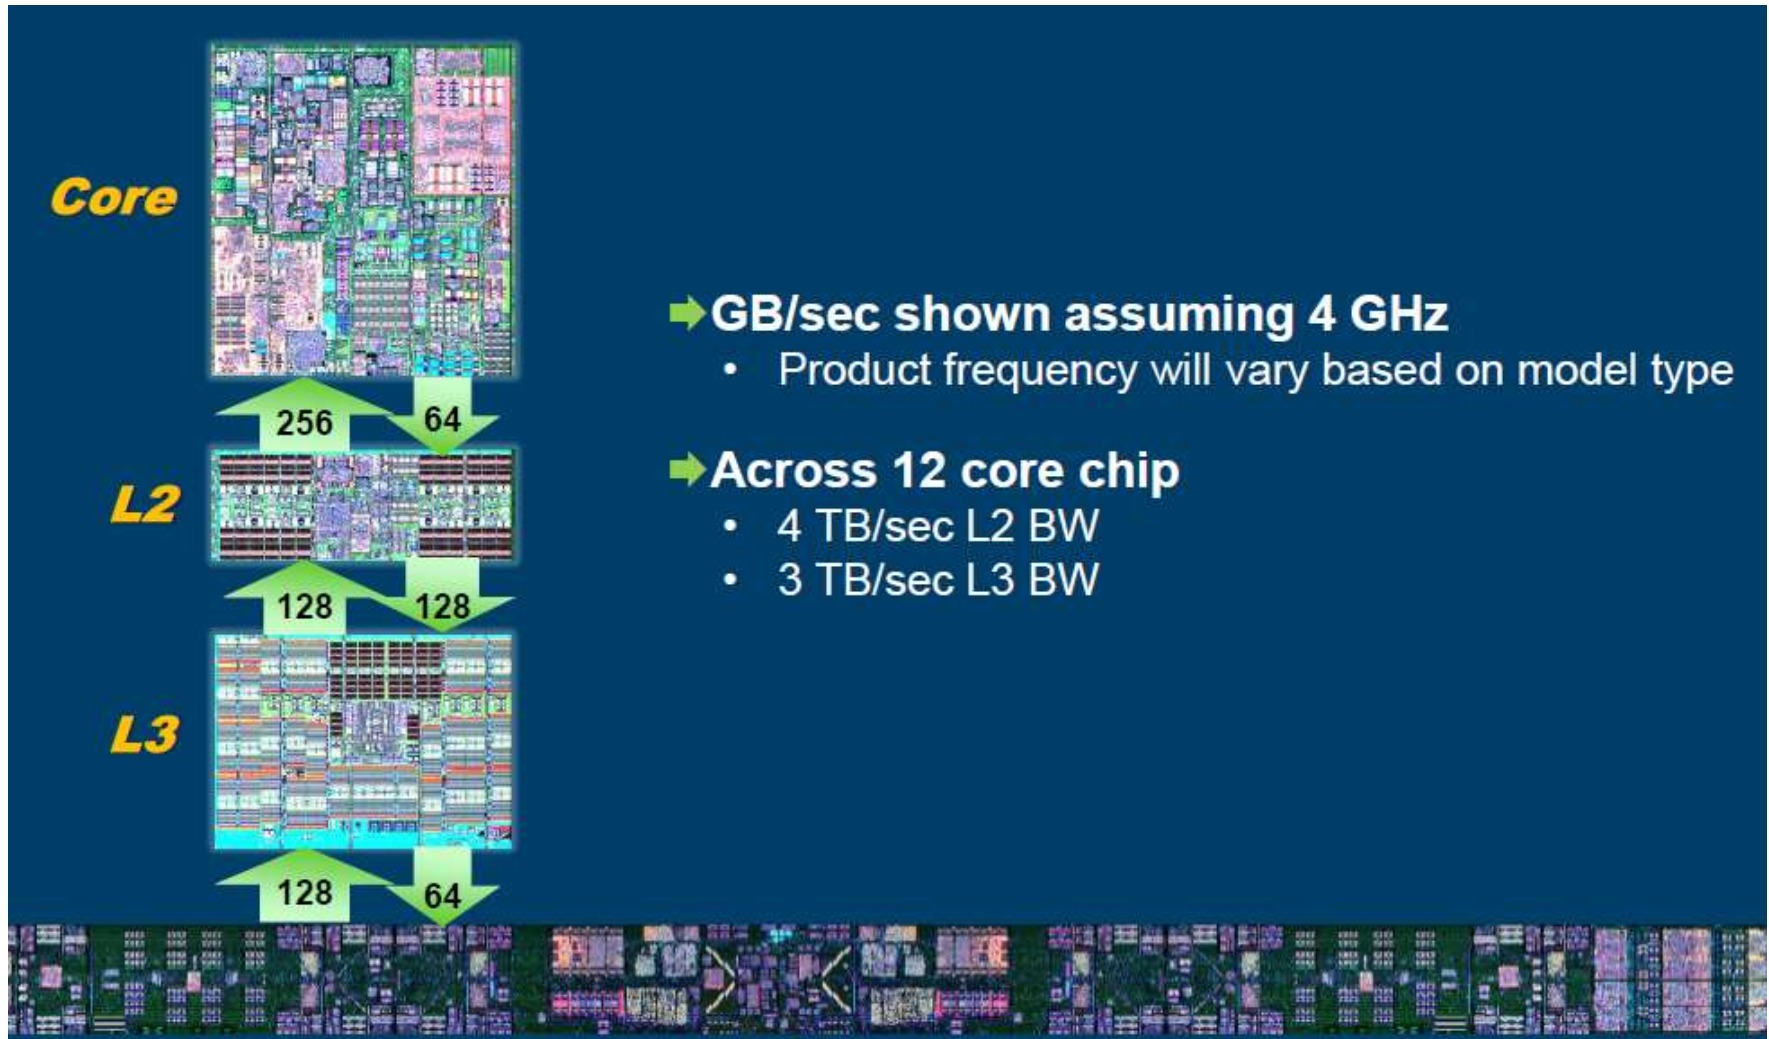 Core
256
64
L2
128
128
L3
128
64
GB/sec shown assuming 4 GHz
• Product frequency will vary based on model type
Across 12 core chip
• 4 TB/sec L2 BW
• 3 TB/sec L3 BW